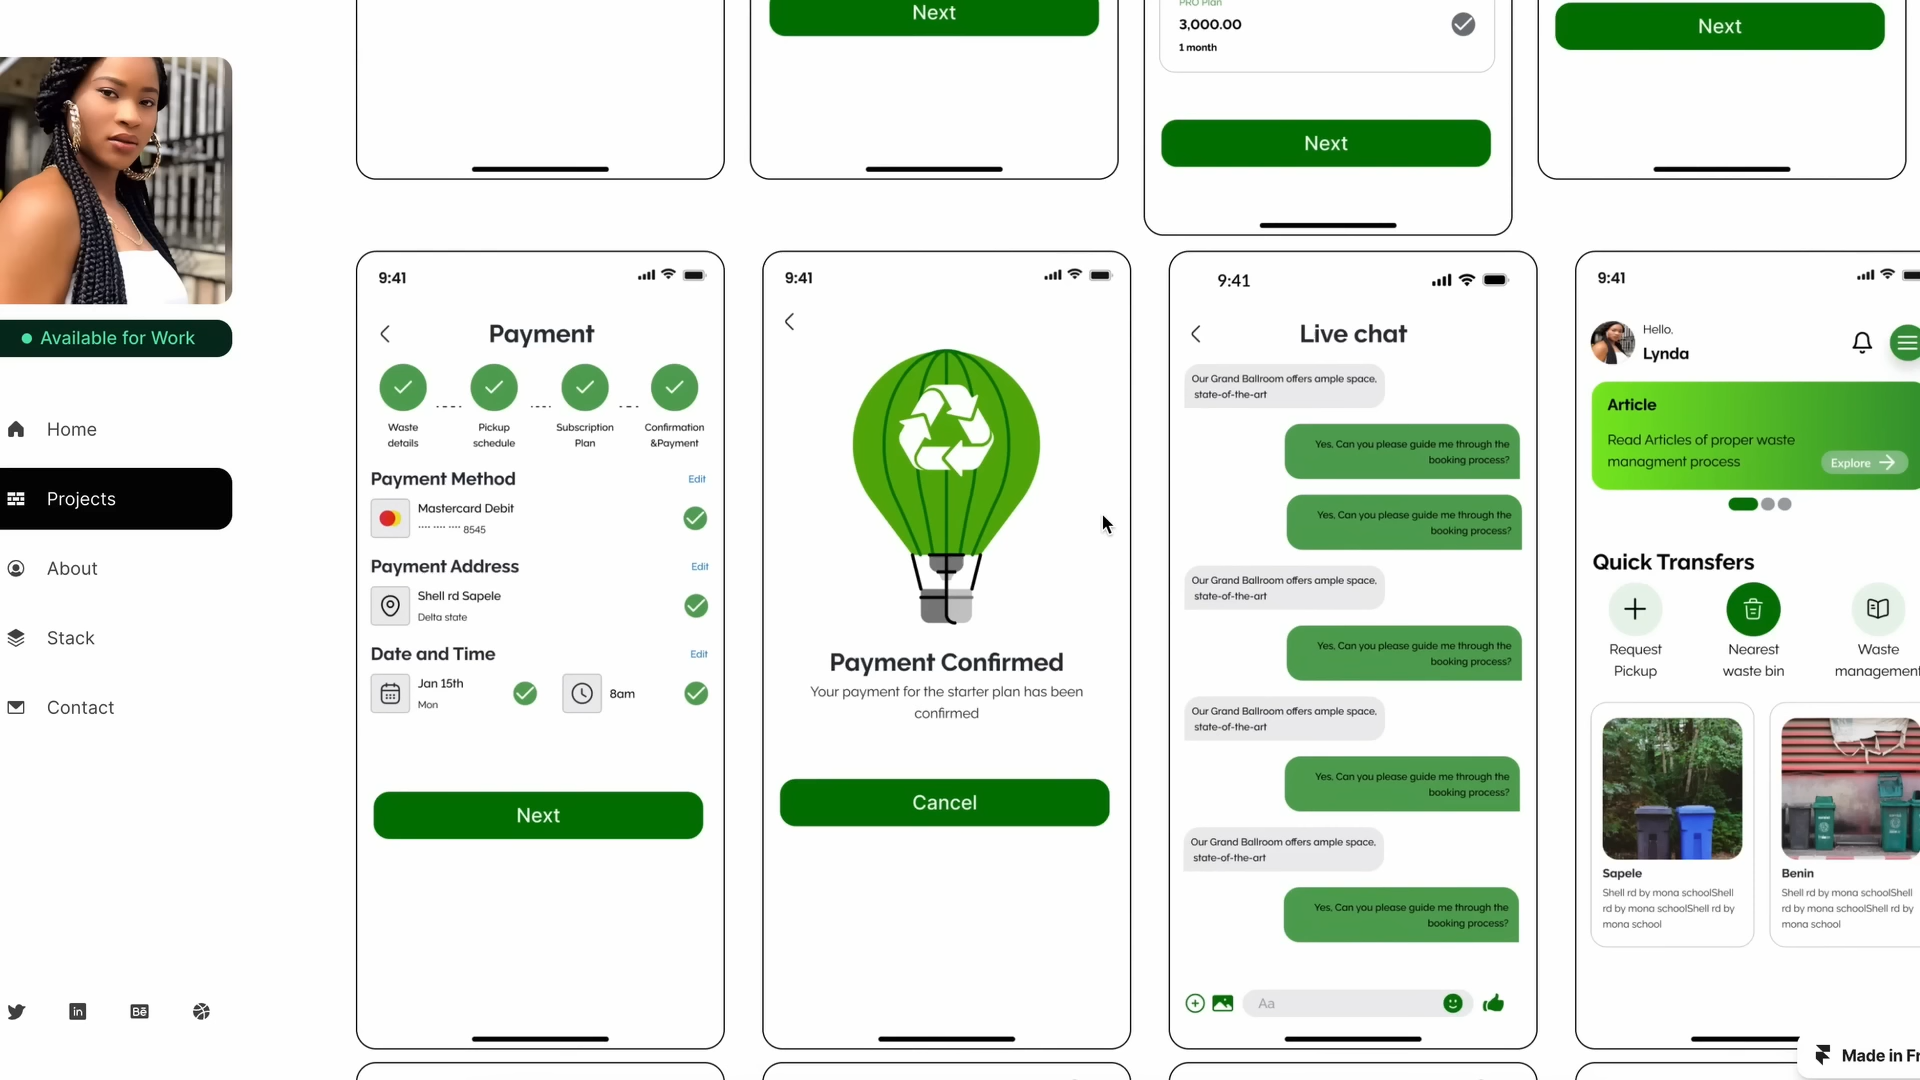 Next
PRO Plan
3,000.00
1 month
Next
Next
Available for Work
Home
Projects
About
Stack
Contact
Bē
9:41
Payment
Waste
details
Pickup
schedule
Subscription
Plan
Confirmation
&Payment
Payment Method
Edit
Mastercard Debit
.... .... .... 8545
Payment Address
Edit
Shell rd Sapele
Delta state
Date and Time
Edit
Jan 15th
Mon
8am
Next
9:41
Payment Confirmed
Your payment for the starter plan has been
confirmed
Cancel
9:41
Live chat
Our Grand Ballroom offers ample space,
state-of-the-art
Yes, Can you please guide me through the
booking process?
Yes, Can you please guide me through the
booking process?
Our Grand Ballroom offers ample space,
state-of-the-art
Yes, Can you please guide me through the
booking process?
Our Grand Ballroom offers ample space,
state-of-the-art
Yes, Can you please guide me through the
booking process?
Our Grand Ballroom offers ample space,
state-of-the-art
Yes, Can you please guide me through the
booking process?
Aa
9:41
Hello,
Lynda
Article
Read Articles of proper waste
managment process
Explore
Quick Transfers
Request
Pickup
Nearest
waste bin
Waste
management
Sapele
Shell rd by mona schoolShell
rd by mona schoolShell rd by
mona school
Benin
Shell rd by mona schoolShell
rd by mona schoolShell rd by
mona school
Made in Fr